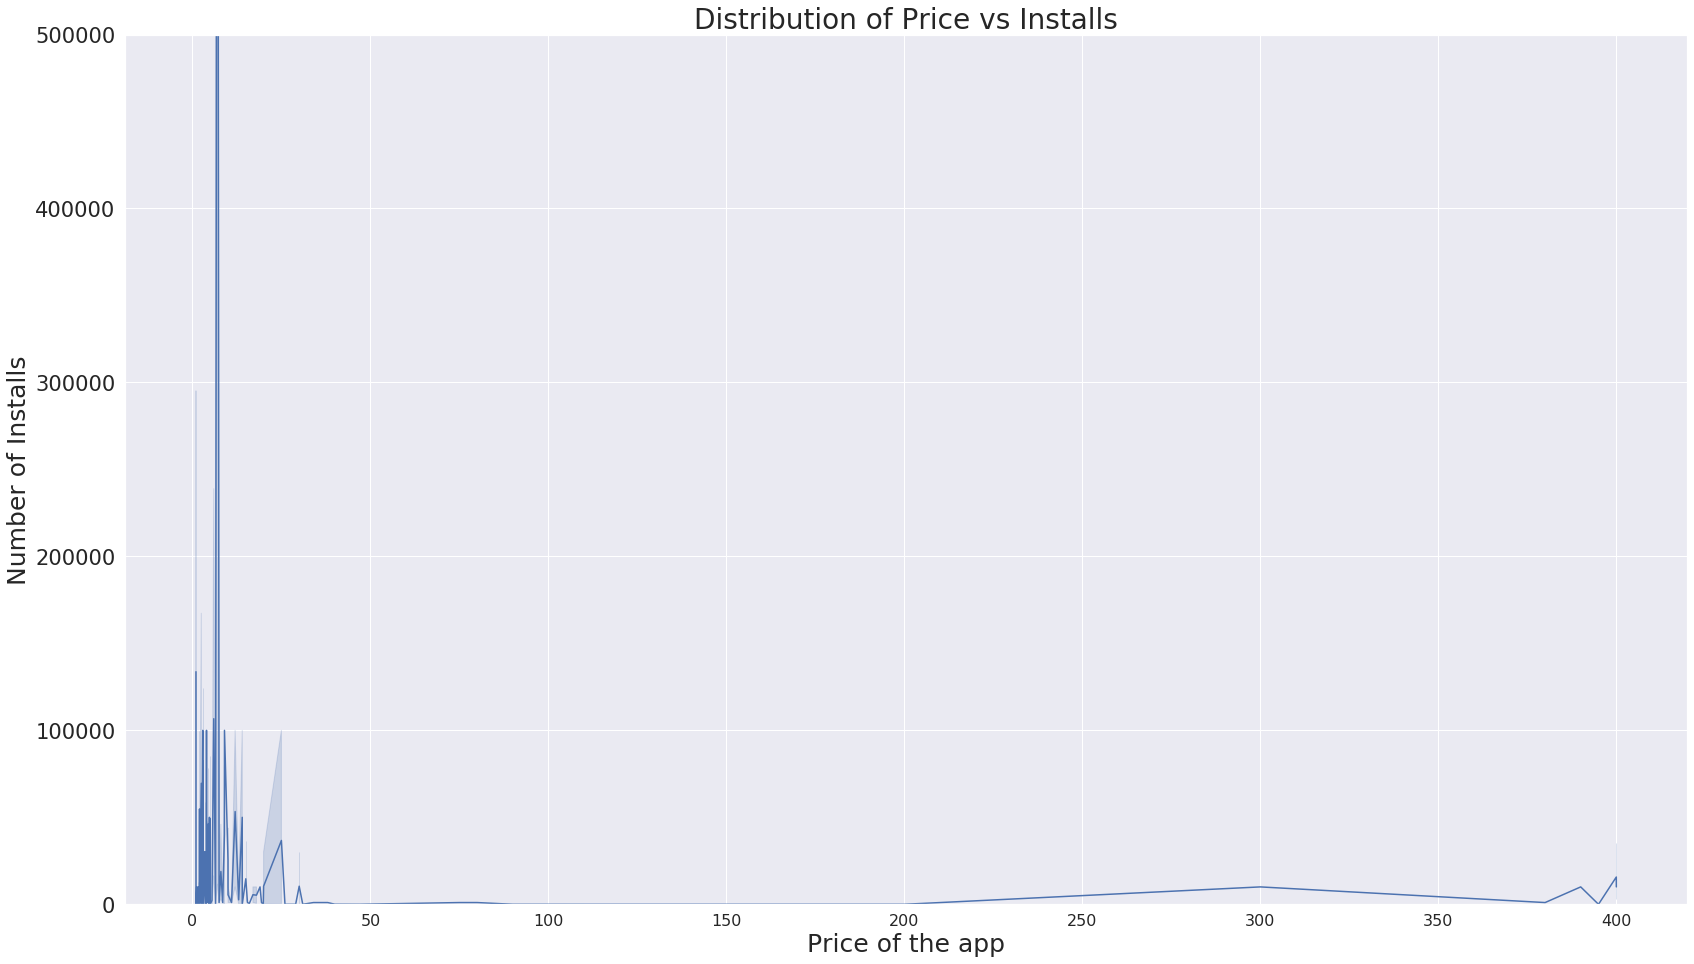 Distribution of Price vs Installs
500000
400000
300000
200000
100000
0
Number of Installs
0 50 100 150 200 250 300 350 400
Price of the app